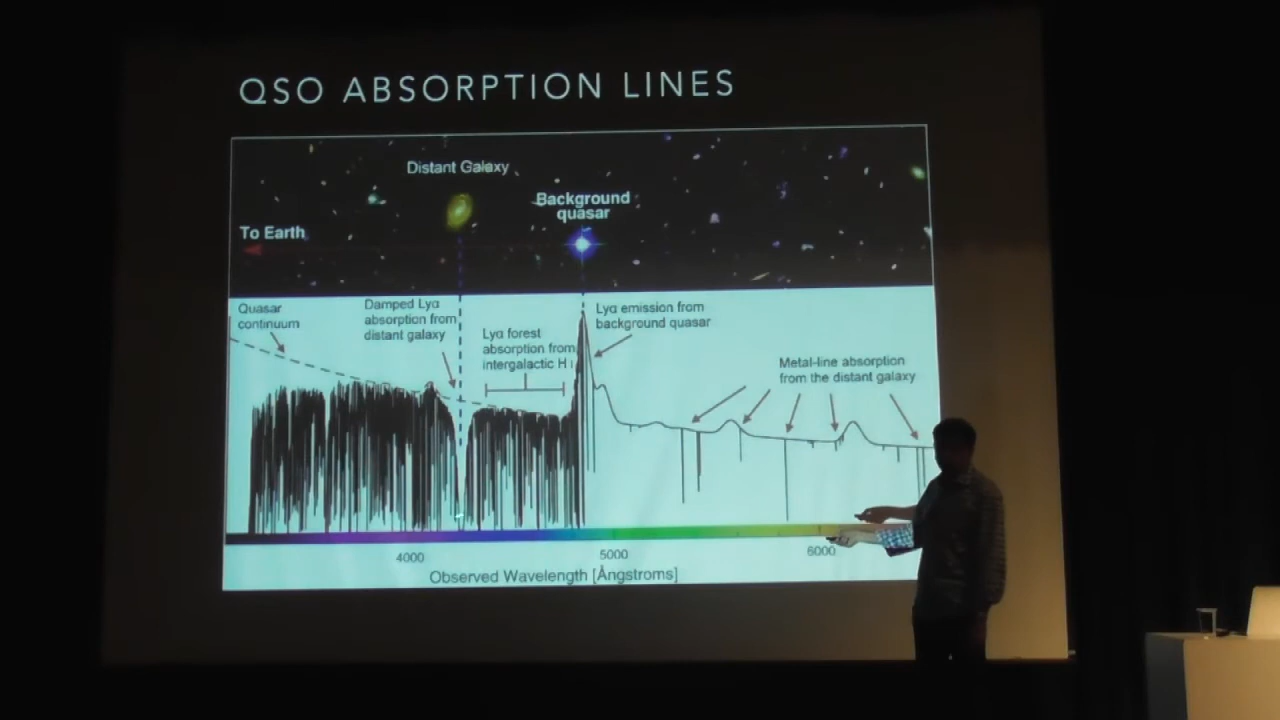 QSO ABSORPTION LINES
Distant Galaxy
Background
quasar
To Earth
Quasar
continuum
Damped Lyα
absorption from
distant galaxy
Lyα forest
absorption from
intergalactic H I
Lyα emission from
background quasar
Metal-line absorption
from the distant galaxy
4000
5000
6000
Observed Wavelength [Ångstroms]